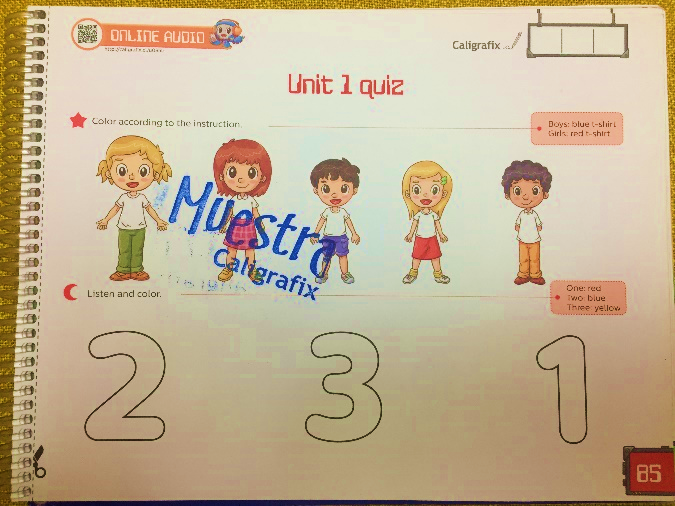 ONLINE AUDIO
Caligrafix
Unit 1 quiz
Color according to the instruction.
Boys: blue t-shirt
Girls: red t-shirt
Muestra
Caligrafix
Listen and color.
One: red
Two: blue
Three: yellow
2 3 1
85